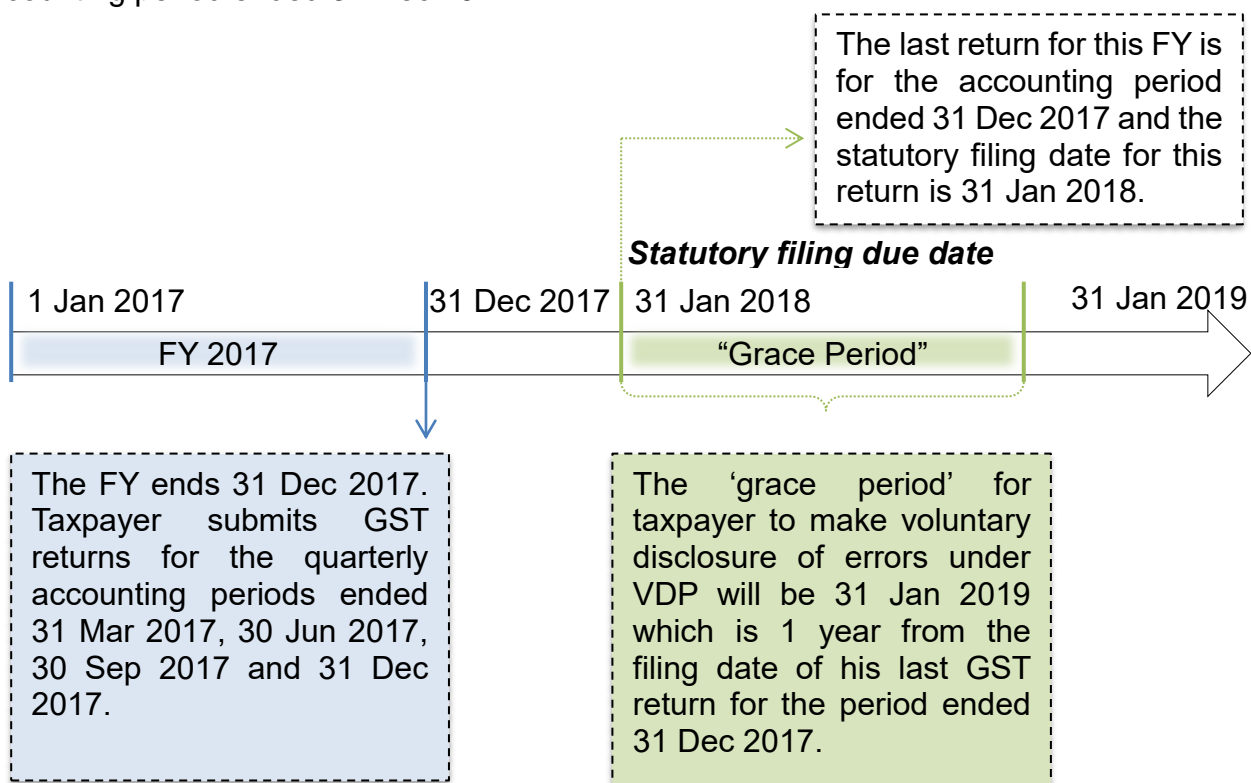 The last return for this FY is
for the accounting period
ended 31 Dec 2017 and the
statutory filing date for this
return is 31 Jan 2018.
Statutory filing due date
1 Jan 2017
31 Dec 2017
31 Jan 2018
31 Jan 2019
FY 2017
“Grace Period”
The FY ends 31 Dec 2017.
Taxpayer submits GST
returns for the quarterly
accounting periods ended
31 Mar 2017, 30 Jun 2017,
30 Sep 2017 and 31 Dec
2017.
The ‘grace period’ for
taxpayer to make voluntary
disclosure of errors under
VDP will be 31 Jan 2019
which is 1 year from the
filing date of his last GST
return for the period ended
31 Dec 2017.